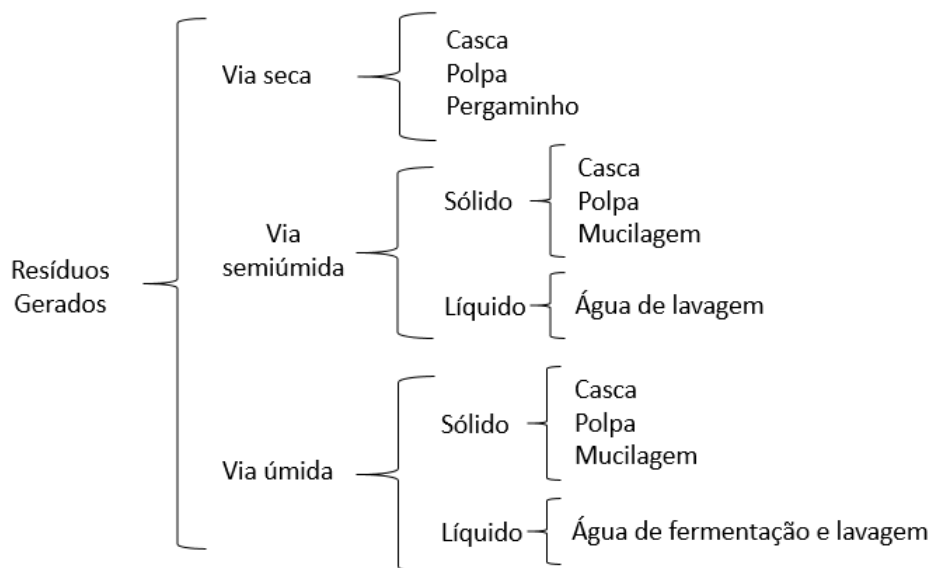 Resíduos
Gerados
Via seca
Casca
Polpa
Pergaminho
Via
semiúmida
Sólido
Casca
Polpa
Mucilagem
Líquido
Água de lavagem
Via úmida
Sólido
Casca
Polpa
Mucilagem
Líquido
Água de fermentação e lavagem